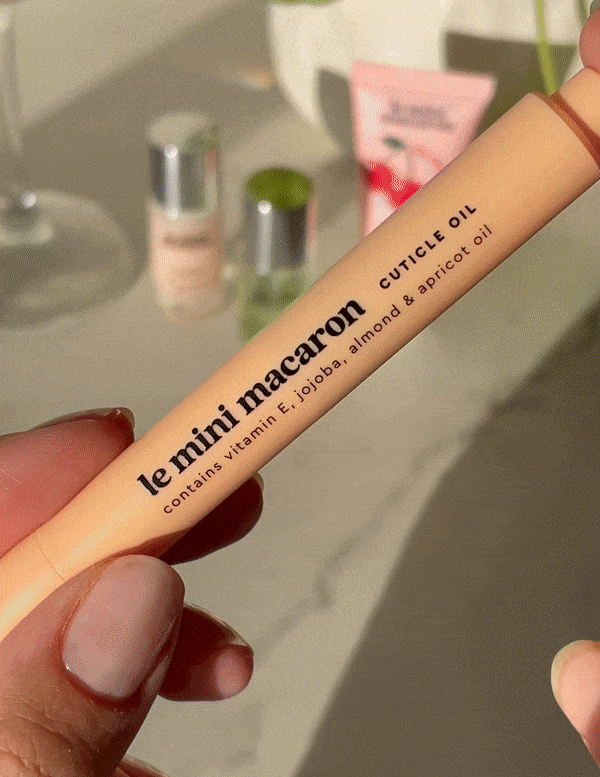 le mini macaron CUTICLE OIL
contains vitamin E, jojoba, almond & apricot oil